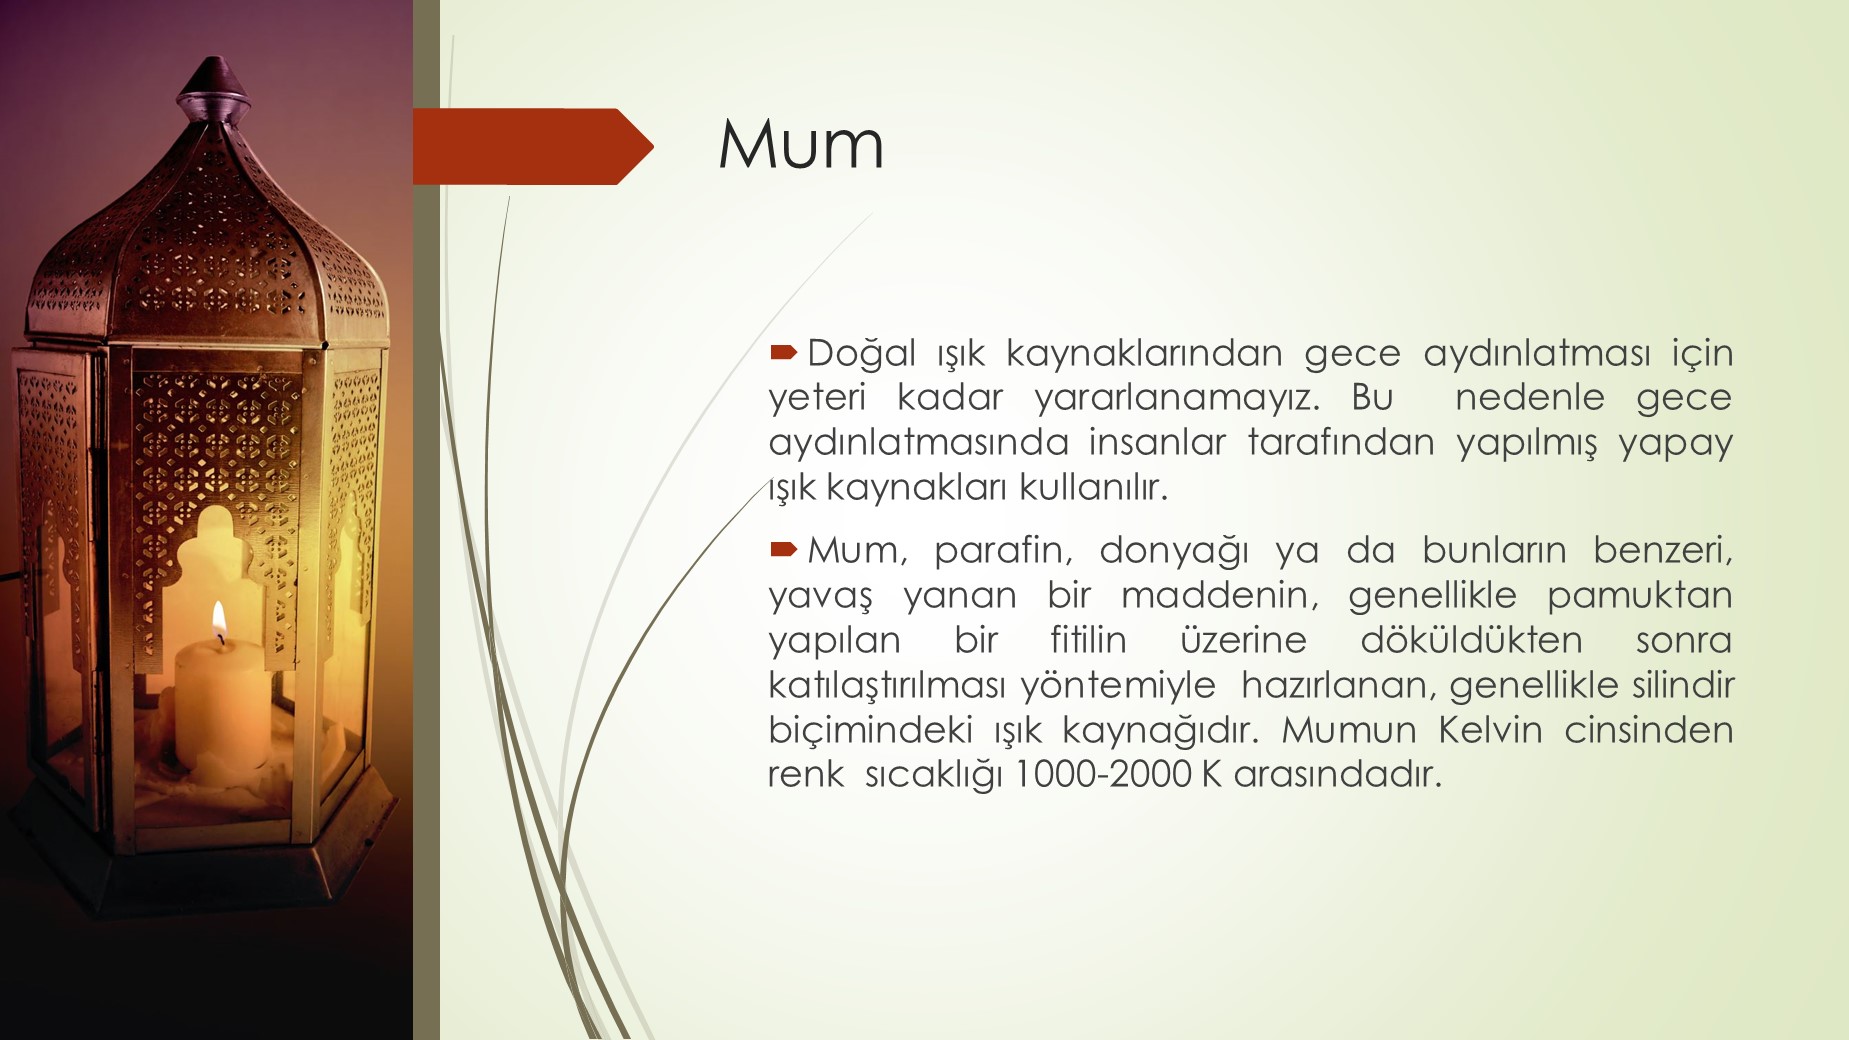 Mum
Doğal ışık kaynaklarından gece aydınlatması için
yeteri kadar yararlanamayız. Bu nedenle gece
aydınlatmasında insanlar tarafından yapılmış yapay
ışık kaynakları kullanılır.
Mum, parafin, donyağı ya da bunların benzeri,
yavaş yanan bir maddenin, genellikle pamuktan
yapılan bir fitilin üzerine döküldükten sonra
katılaştırılması yöntemiyle hazırlanan, genellikle silindir
biçimindeki ışık kaynağıdır. Mumun Kelvin cinsinden
renk sıcaklığı 1000-2000 K arasındadır.